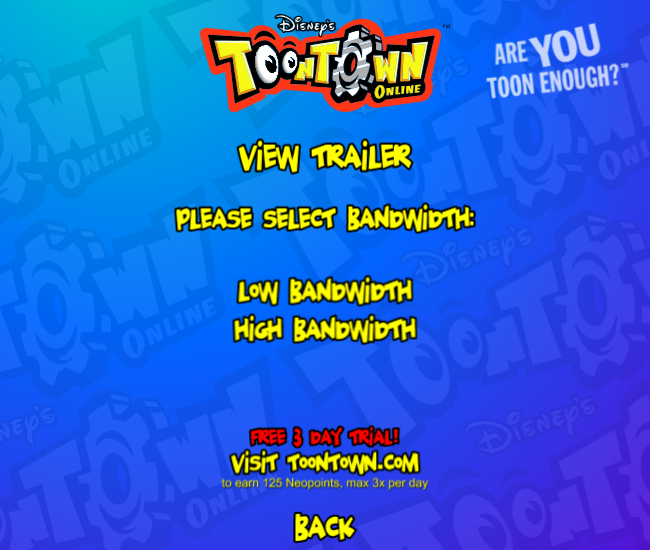 Disney's
TOONTOWN
ONLINE
ARE YOU
TOON ENOUGH?™
VIEW TRAILER
PLEASE SELECT BANDWIDTH:
LOW BANDWIDTH
HIGH BANDWIDTH
FREE 3 DAY TRIAL!
VISIT TOONTOWN.COM
to earn 125 Neopoints, max 3x per day
BACK